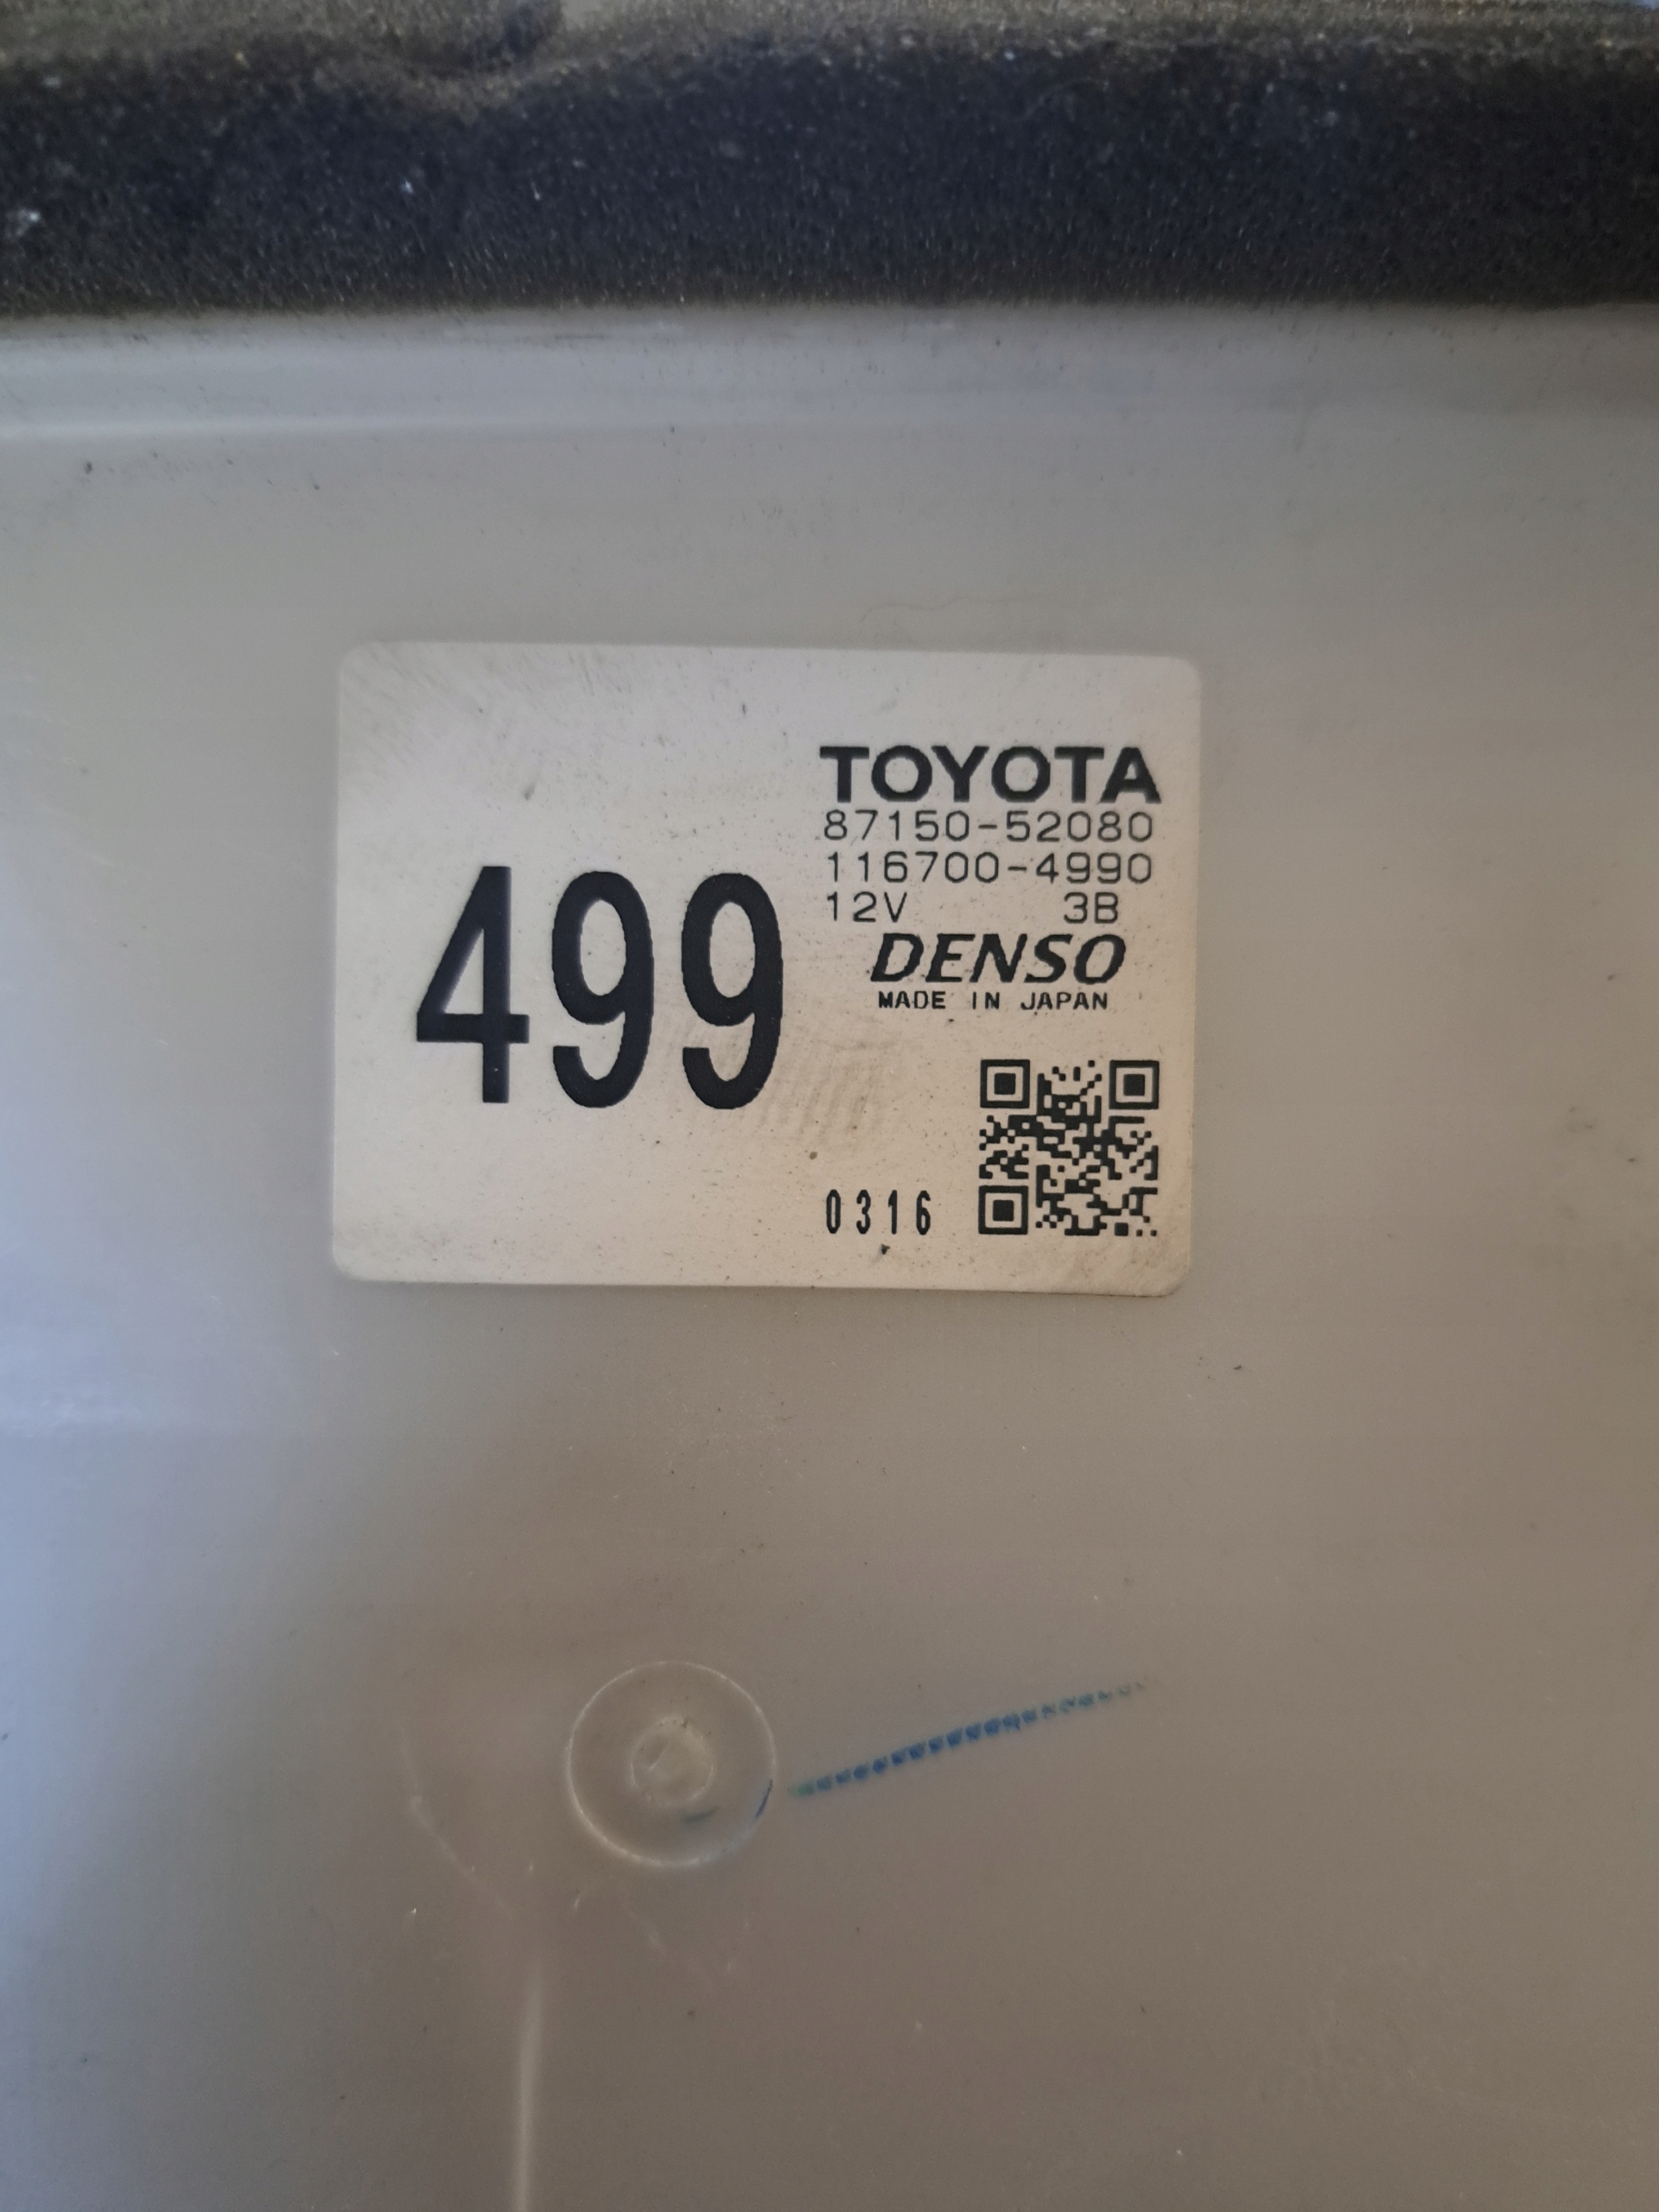 499
TOYOTA
87150-52080
116700-4990
12V 3B
DENSO
MADE IN JAPAN
0316